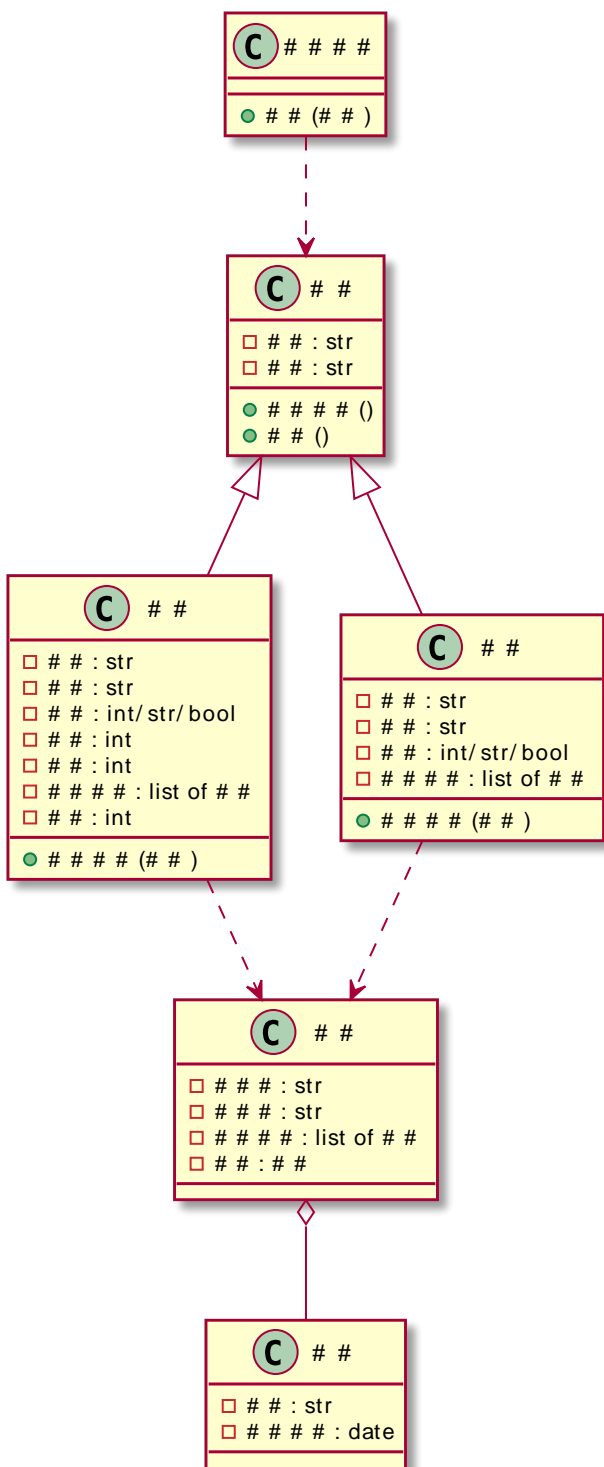 C # # # #
# # (# # )
C # #
# # : str
# # : str
# # # # ()
# # ()
C # #
# # : str
# # : str
# # : int/ str/ bool
# # : int
# # : int
# # # # : list of # #
# # : int
# # # # (# # )
C # #
# # : str
# # : str
# # : int/ str/ bool
# # # # : list of # #
# # # # (# # )
C # #
# # # : str
# # # : str
# # # # : list of # #
# # : # #
C # #
# # : str
# # # # : date